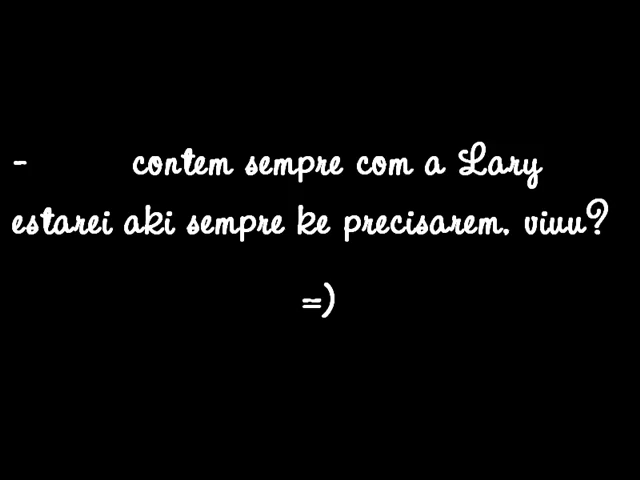 - contem sempre com a Lary
estarei aki sempre ke precisarem, viuu?
=)